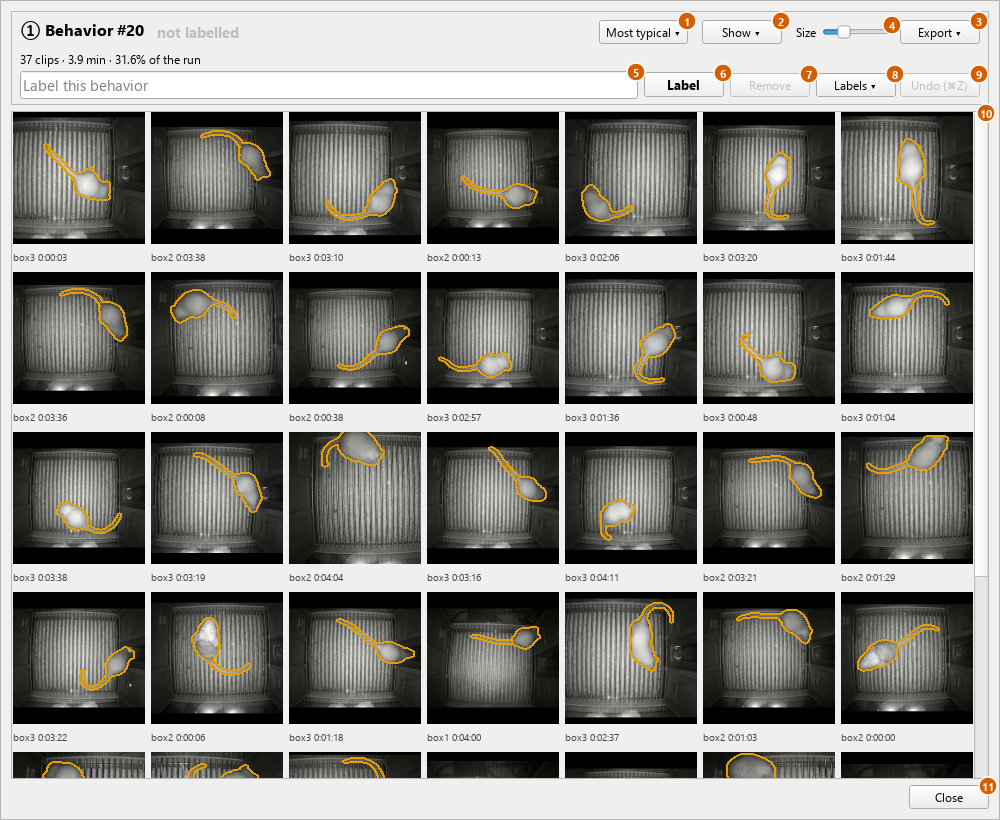 ① Behavior #20 not labelled
Most typical ▾ 1
Show ▾ 2
Size 4
Export ▾ 3
37 clips · 3.9 min · 31.6% of the run
Label this behavior 5
Label 6
Remove 7
Labels ▾ 8
Undo (⌘Z) 9
10
box3 0:00:03 box2 0:03:38 box3 0:03:10 box2 0:00:13 box3 0:02:06 box3 0:03:20 box3 0:01:44
box2 0:03:36 box2 0:00:08 box2 0:00:38 box3 0:02:57 box3 0:01:36 box3 0:00:48 box3 0:01:04
box3 0:03:38 box3 0:03:19 box2 0:04:04 box3 0:03:16 box3 0:04:11 box2 0:03:21 box2 0:01:29
box3 0:03:22 box2 0:00:06 box3 0:01:18 box1 0:04:00 box3 0:02:37 box2 0:01:03 box2 0:00:00
Close 11